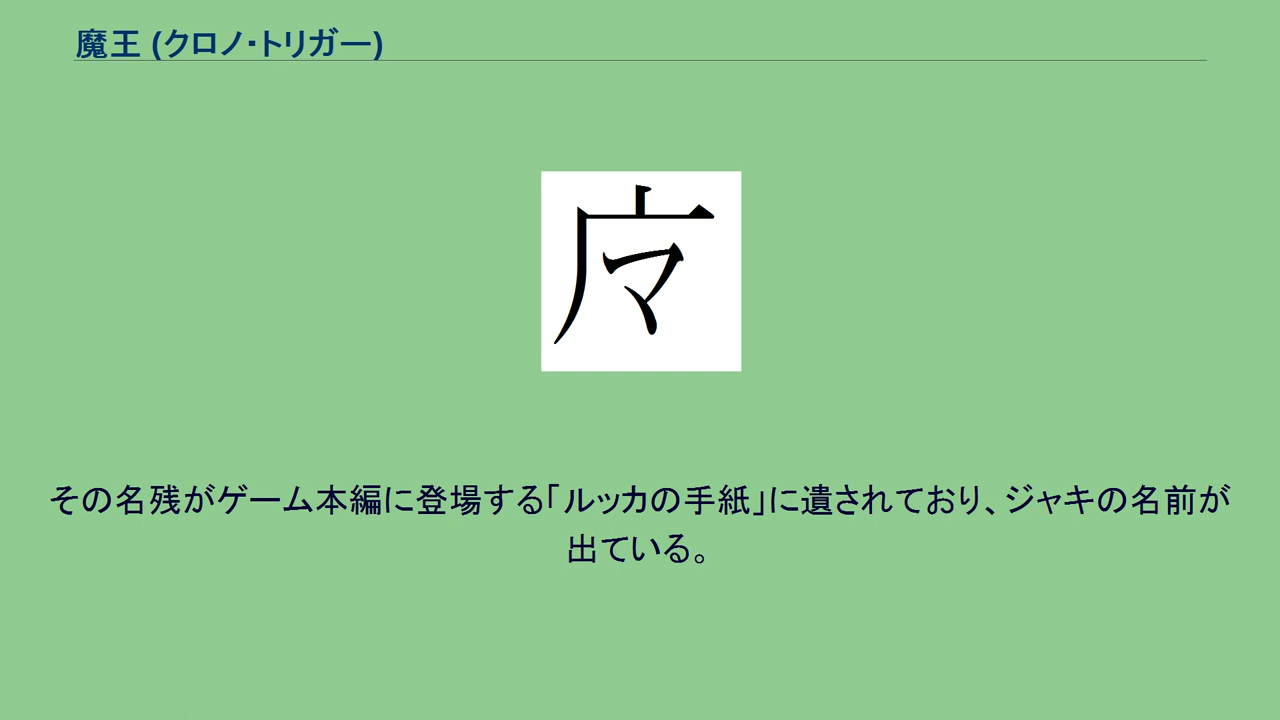 魔王 (クロノ・トリガー)
广マ
その名残がゲーム本編に登場する「ルッカの手紙」に遺されており、ジャキの名前が
出ている。